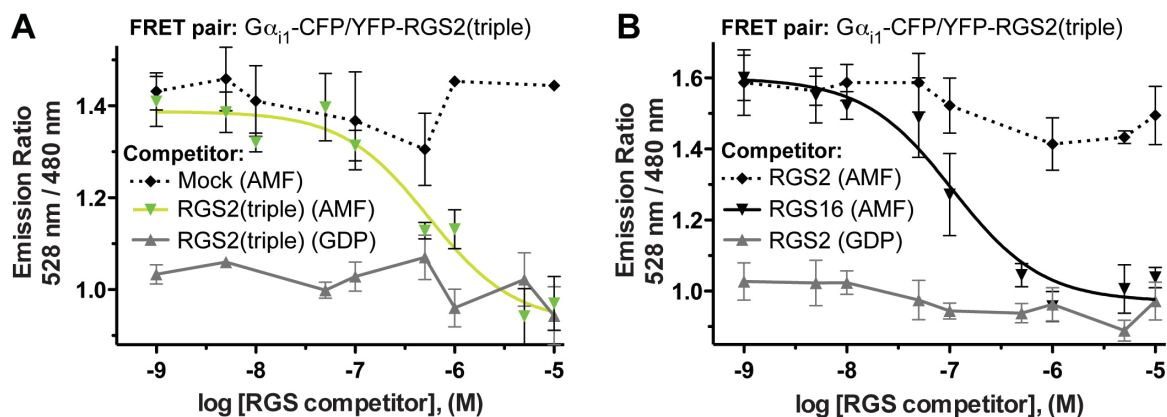 A
FRET pair: Gαi1-CFP/YFP-RGS2(triple)
Emission Ratio
528 nm / 480 nm
1.4
1.2
1.0
Competitor:
Mock (AMF)
RGS2(triple) (AMF)
RGS2(triple) (GDP)
-9 -8 -7 -6 -5
log [RGS competitor], (M)
B
FRET pair: Gαi1-CFP/YFP-RGS2(triple)
Emission Ratio
528 nm / 480 nm
1.6
1.4
1.2
1.0
Competitor:
RGS2 (AMF)
RGS16 (AMF)
RGS2 (GDP)
-9 -8 -7 -6 -5
log [RGS competitor], (M)